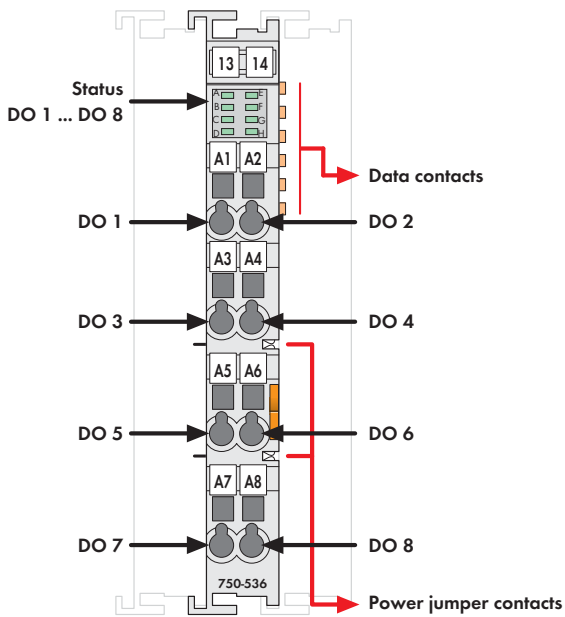 13 14
Status
DO 1 ... DO 8
A E
B F
C G
D H
A1 A2
Data contacts
DO 1 DO 2
A3 A4
DO 3 DO 4
A5 A6
DO 5 DO 6
A7 A8
DO 7 DO 8
750-536
Power jumper contacts